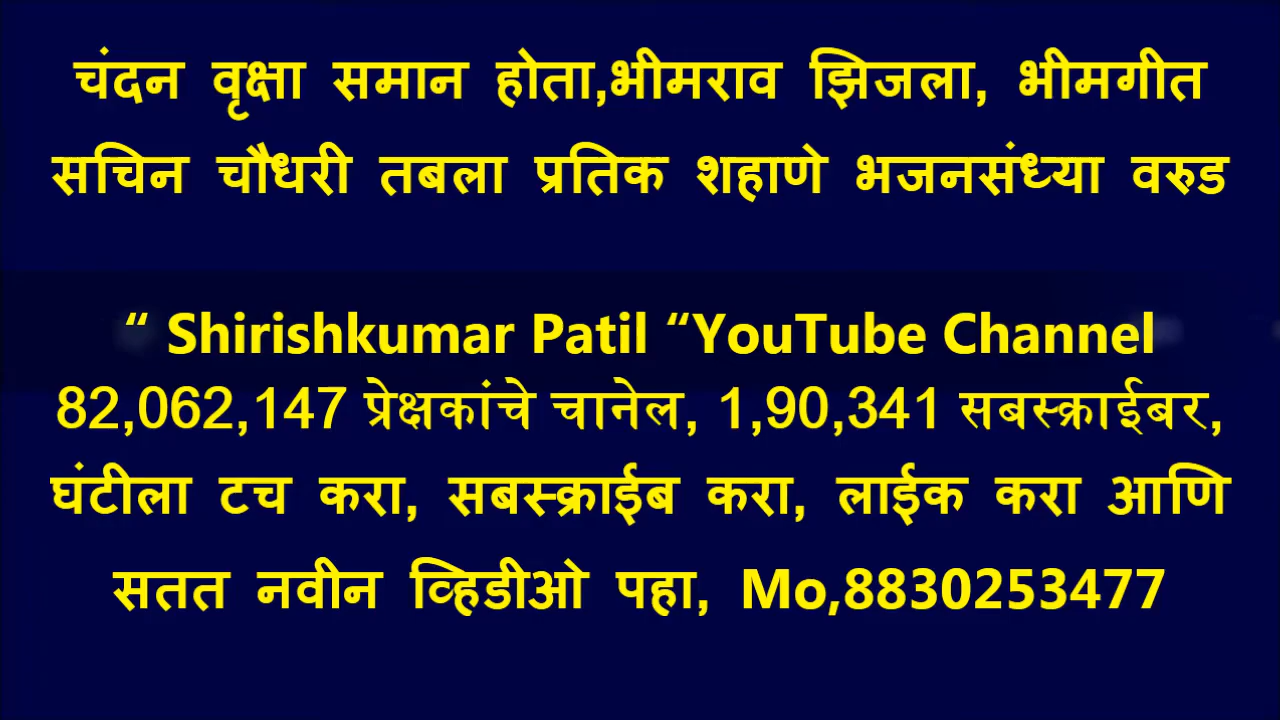 चंदन वृक्षा समान होता,भीमराव झिजला, भीमगीत
सचिन चौधरी तबला प्रतिक शहाणे भजनसंध्या वरुड
“ Shirishkumar Patil “YouTube Channel
82,062,147 प्रेक्षकांचे चानेल, 1,90,341 सबस्क्राईबर,
घंटीला टच करा, सबस्क्राईब करा, लाईक करा आणि
सतत नवीन व्हिडीओ पहा, Mo,8830253477